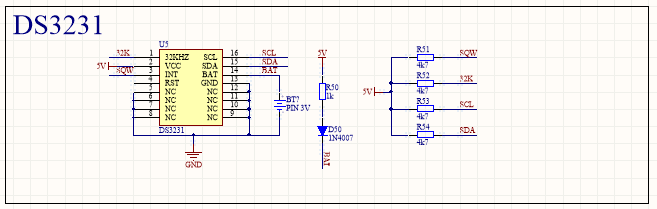 DS3231
U5
32K 1 32KHZ SCL 16 SCL
5V 2 VCC SDA 15 SDA
SQW 3 INT BAT 14 BAT
4 RST GND 13
5 NC NC 12
6 NC NC 11
7 NC NC 10
8 NC NC 9
DS3231
GND
BT?
PIN 3V
5V
R50
1k
D50
1N4007
BAT
5V
R51
4k7
SQW
R52
4k7
32K
R53
4k7
SCL
R54
4k7
SDA